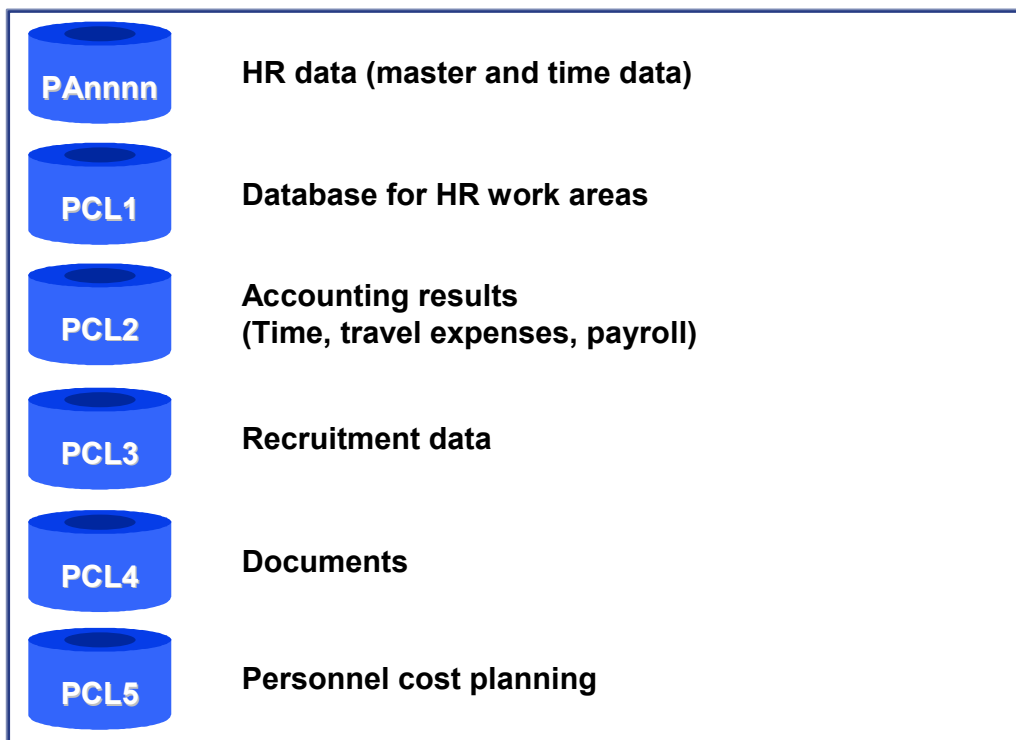 PAnnnn
HR data (master and time data)
PCL1
Database for HR work areas
PCL2
Accounting results
(Time, travel expenses, payroll)
PCL3
Recruitment data
PCL4
Documents
PCL5
Personnel cost planning